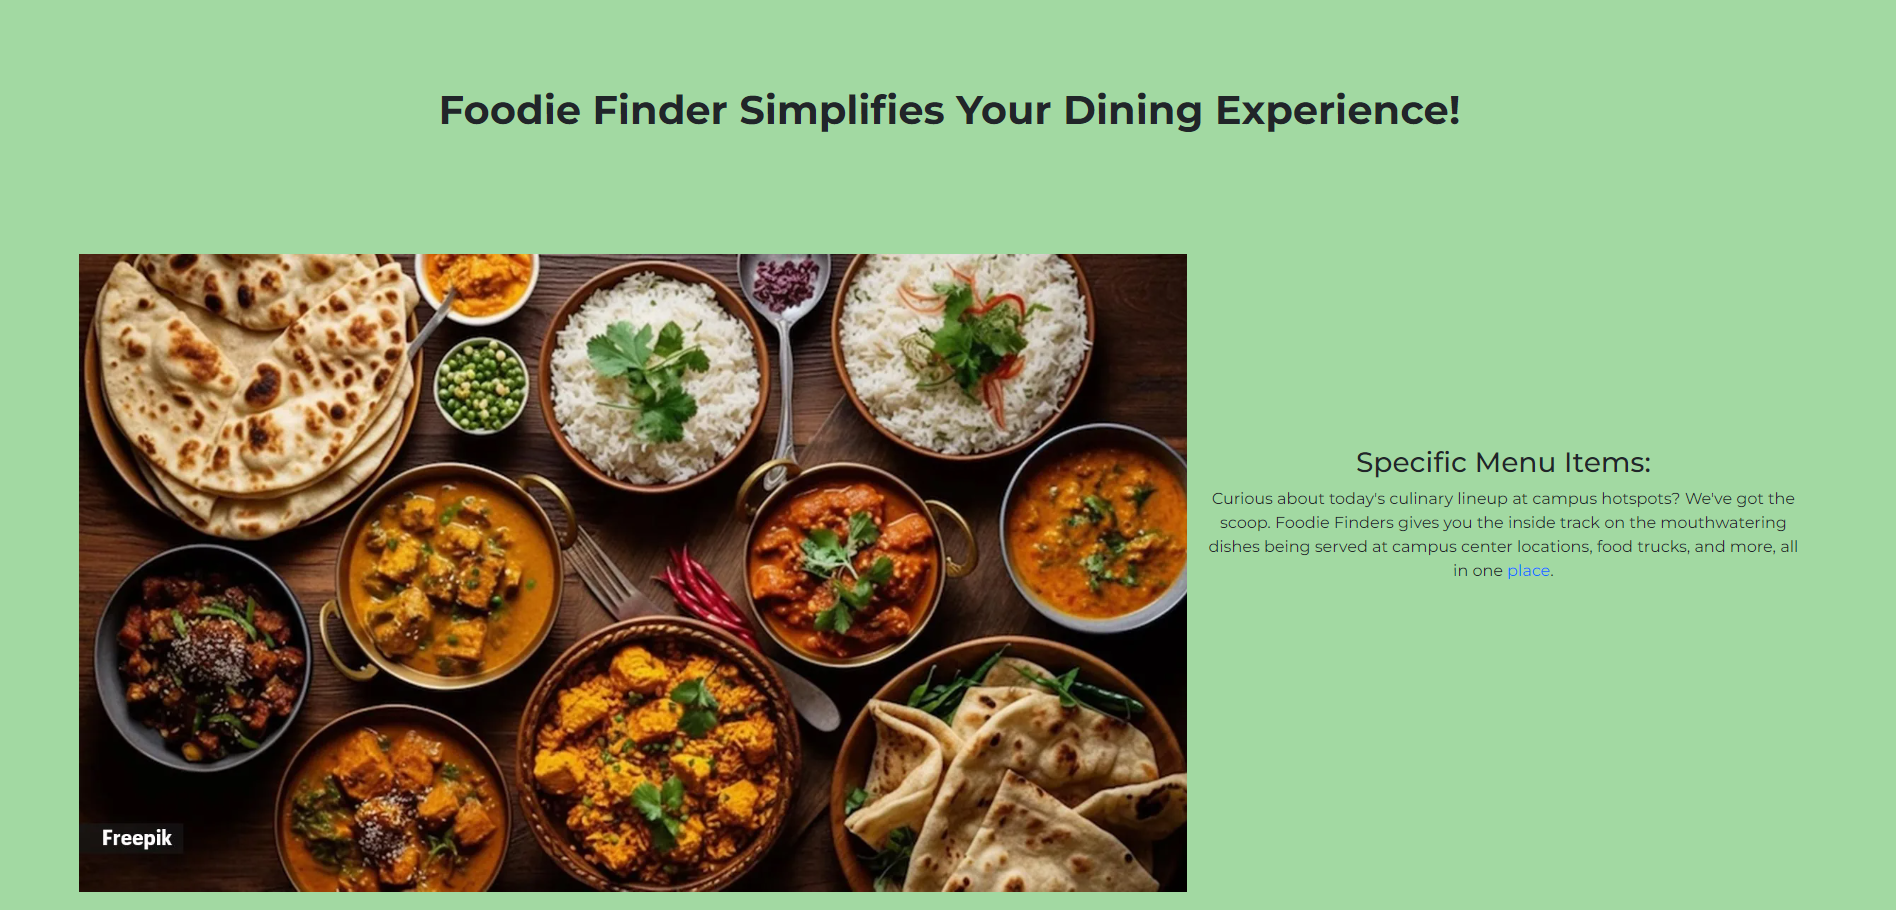 Foodie Finder Simplifies Your Dining Experience!
Specific Menu Items:
Curious about today's culinary lineup at campus hotspots? We've got the
scoop. Foodie Finders gives you the inside track on the mouthwatering
dishes being served at campus center locations, food trucks, and more, all
in one place.
Freepik